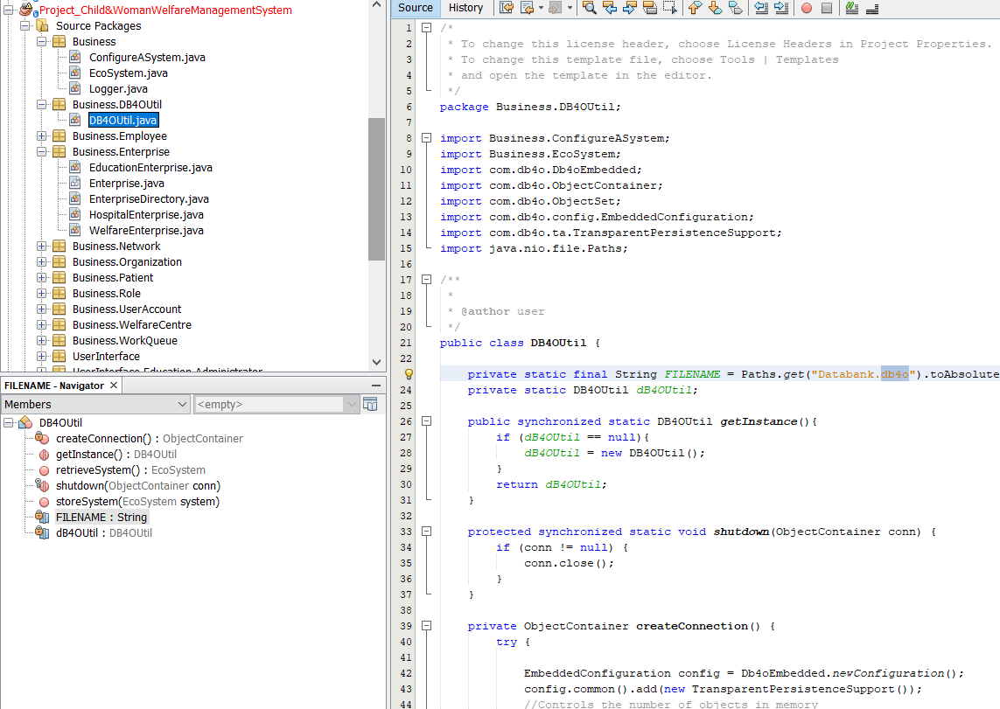 Project_Child&WomanWelfareManagementSystem
Source Packages
Business
ConfigureASystem.java
EcoSystem.java
Logger.java
Business.DB4OUtil
DB4OUtil.java
Business.Employee
Business.Enterprise
EducationEnterprise.java
Enterprise.java
EnterpriseDirectory.java
HospitalEnterprise.java
WelfareEnterprise.java
Business.Network
Business.Organization
Business.Patient
Business.Role
Business.UserAccount
Business.WelfareCentre
Business.WorkQueue
UserInterface
UserInterface.Education_Administrator
FILENAME - Navigator
Members
<empty>
DB4OUtil
createConnection() : ObjectContainer
getInstance() : DB4OUtil
retrieveSystem() : EcoSystem
shutdown(ObjectContainer conn)
storeSystem(EcoSystem system)
FILENAME : String
dB4OUtil : DB4OUtil
Source History
1 /*
2 * To change this license header, choose License Headers in Project Properties.
3 * To change this template file, choose Tools | Templates
4 * and open the template in the editor.
5 */
6 package Business.DB4OUtil;
7
8 import Business.ConfigureASystem;
9 import Business.EcoSystem;
10 import com.db4o.Db4oEmbedded;
11 import com.db4o.ObjectContainer;
12 import com.db4o.ObjectSet;
13 import com.db4o.config.EmbeddedConfiguration;
14 import com.db4o.ta.TransparentPersistenceSupport;
15 import java.nio.file.Paths;
16
17 /**
18 *
19 * @author user
20 */
21 public class DB4OUtil {
22
private static final String FILENAME = Paths.get("Databank.db4o").toAbsolute
24 private static DB4OUtil dB4OUtil;
25
26 public synchronized static DB4OUtil getInstance(){
27 if (dB4OUtil == null){
28 dB4OUtil = new DB4OUtil();
29 }
30 return dB4OUtil;
31 }
32
33 protected synchronized static void shutdown(ObjectContainer conn) {
34 if (conn != null) {
35 conn.close();
36 }
37 }
38
39 private ObjectContainer createConnection() {
40 try {
41
42 EmbeddedConfiguration config = Db4oEmbedded.newConfiguration();
43 config.common().add(new TransparentPersistenceSupport());
44 //Controls the number of objects in memory